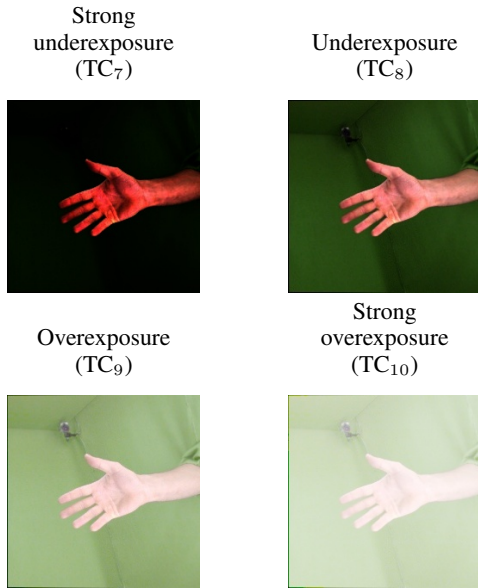 Strong
underexposure
(TC₇)
Underexposure
(TC₈)
Overexposure
(TC₉)
Strong
overexposure
(TC₁₀)